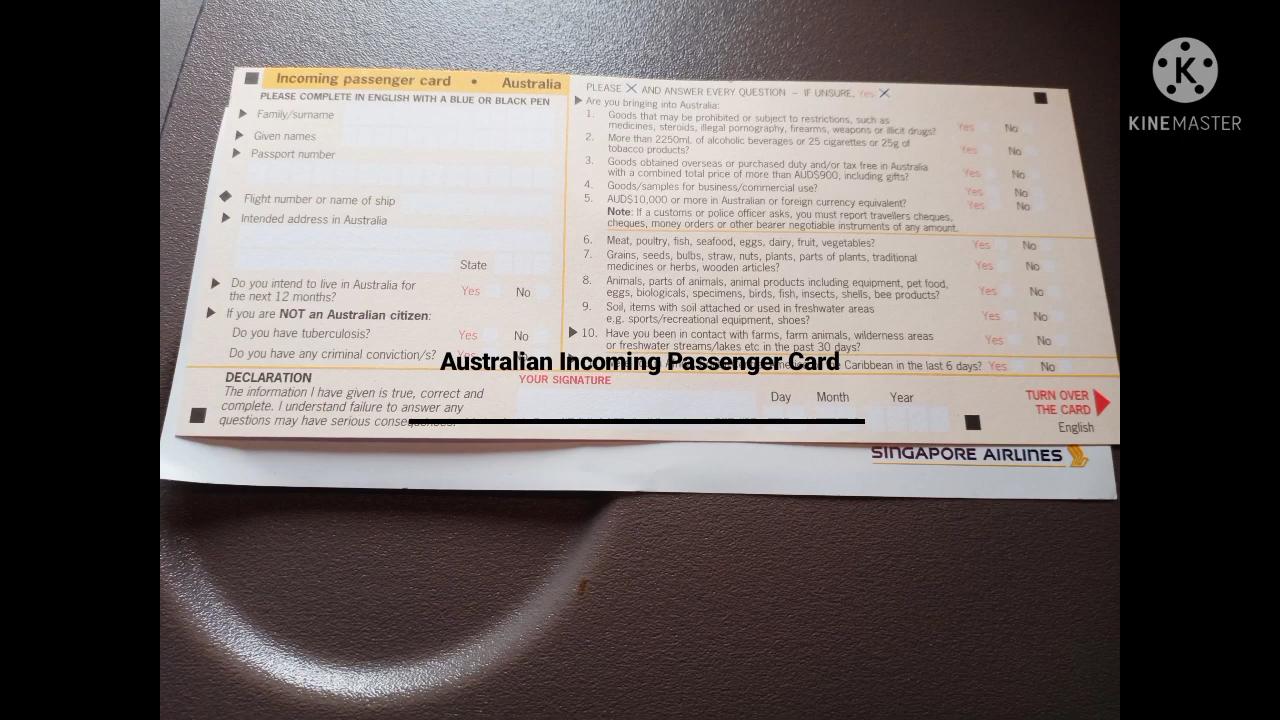 Incoming passenger card • Australia
PLEASE COMPLETE IN ENGLISH WITH A BLUE OR BLACK PEN
Family/surname
Given names
Passport number
Flight number or name of ship
Intended address in Australia
State
Do you intend to live in Australia for
the next 12 months?
Yes No
If you are NOT an Australian citizen:
Do you have tuberculosis? Yes No
Do you have any criminal conviction/s?
DECLARATION
The information I have given is true, correct and
complete. I understand failure to answer any
questions may have serious consequences.
YOUR SIGNATURE
Day Month Year
PLEASE X AND ANSWER EVERY QUESTION – IF UNSURE, Yes X
Are you bringing into Australia:
1. Goods that may be prohibited or subject to restrictions, such as
medicines, steroids, illegal pornography, firearms, weapons or illicit drugs? Yes No
2. More than 2250mL of alcoholic beverages or 25 cigarettes or 25g of
tobacco products? Yes No
3. Goods obtained overseas or purchased duty and/or tax free in Australia
with a combined total price of more than AUD$900, including gifts? Yes No
4. Goods/samples for business/commercial use? Yes No
5. AUD$10,000 or more in Australian or foreign currency equivalent? Yes No
Note: If a customs or police officer asks, you must report travellers cheques,
cheques, money orders or other bearer negotiable instruments of any amount.
6. Meat, poultry, fish, seafood, eggs, dairy, fruit, vegetables? Yes No
7. Grains, seeds, bulbs, straw, nuts, plants, parts of plants, traditional
medicines or herbs, wooden articles? Yes No
8. Animals, parts of animals, animal products including equipment, pet food,
eggs, biologicals, specimens, birds, fish, insects, shells, bee products? Yes No
9. Soil, items with soil attached or used in freshwater areas
e.g. sports/recreational equipment, shoes? Yes No
10. Have you been in contact with farms, farm animals, wilderness areas
or freshwater streams/lakes etc in the past 30 days? Yes No
Caribbean in the last 6 days? Yes No
TURN OVER
THE CARD
English
Australian Incoming Passenger Card
SINGAPORE AIRLINES
K
KINEMASTER